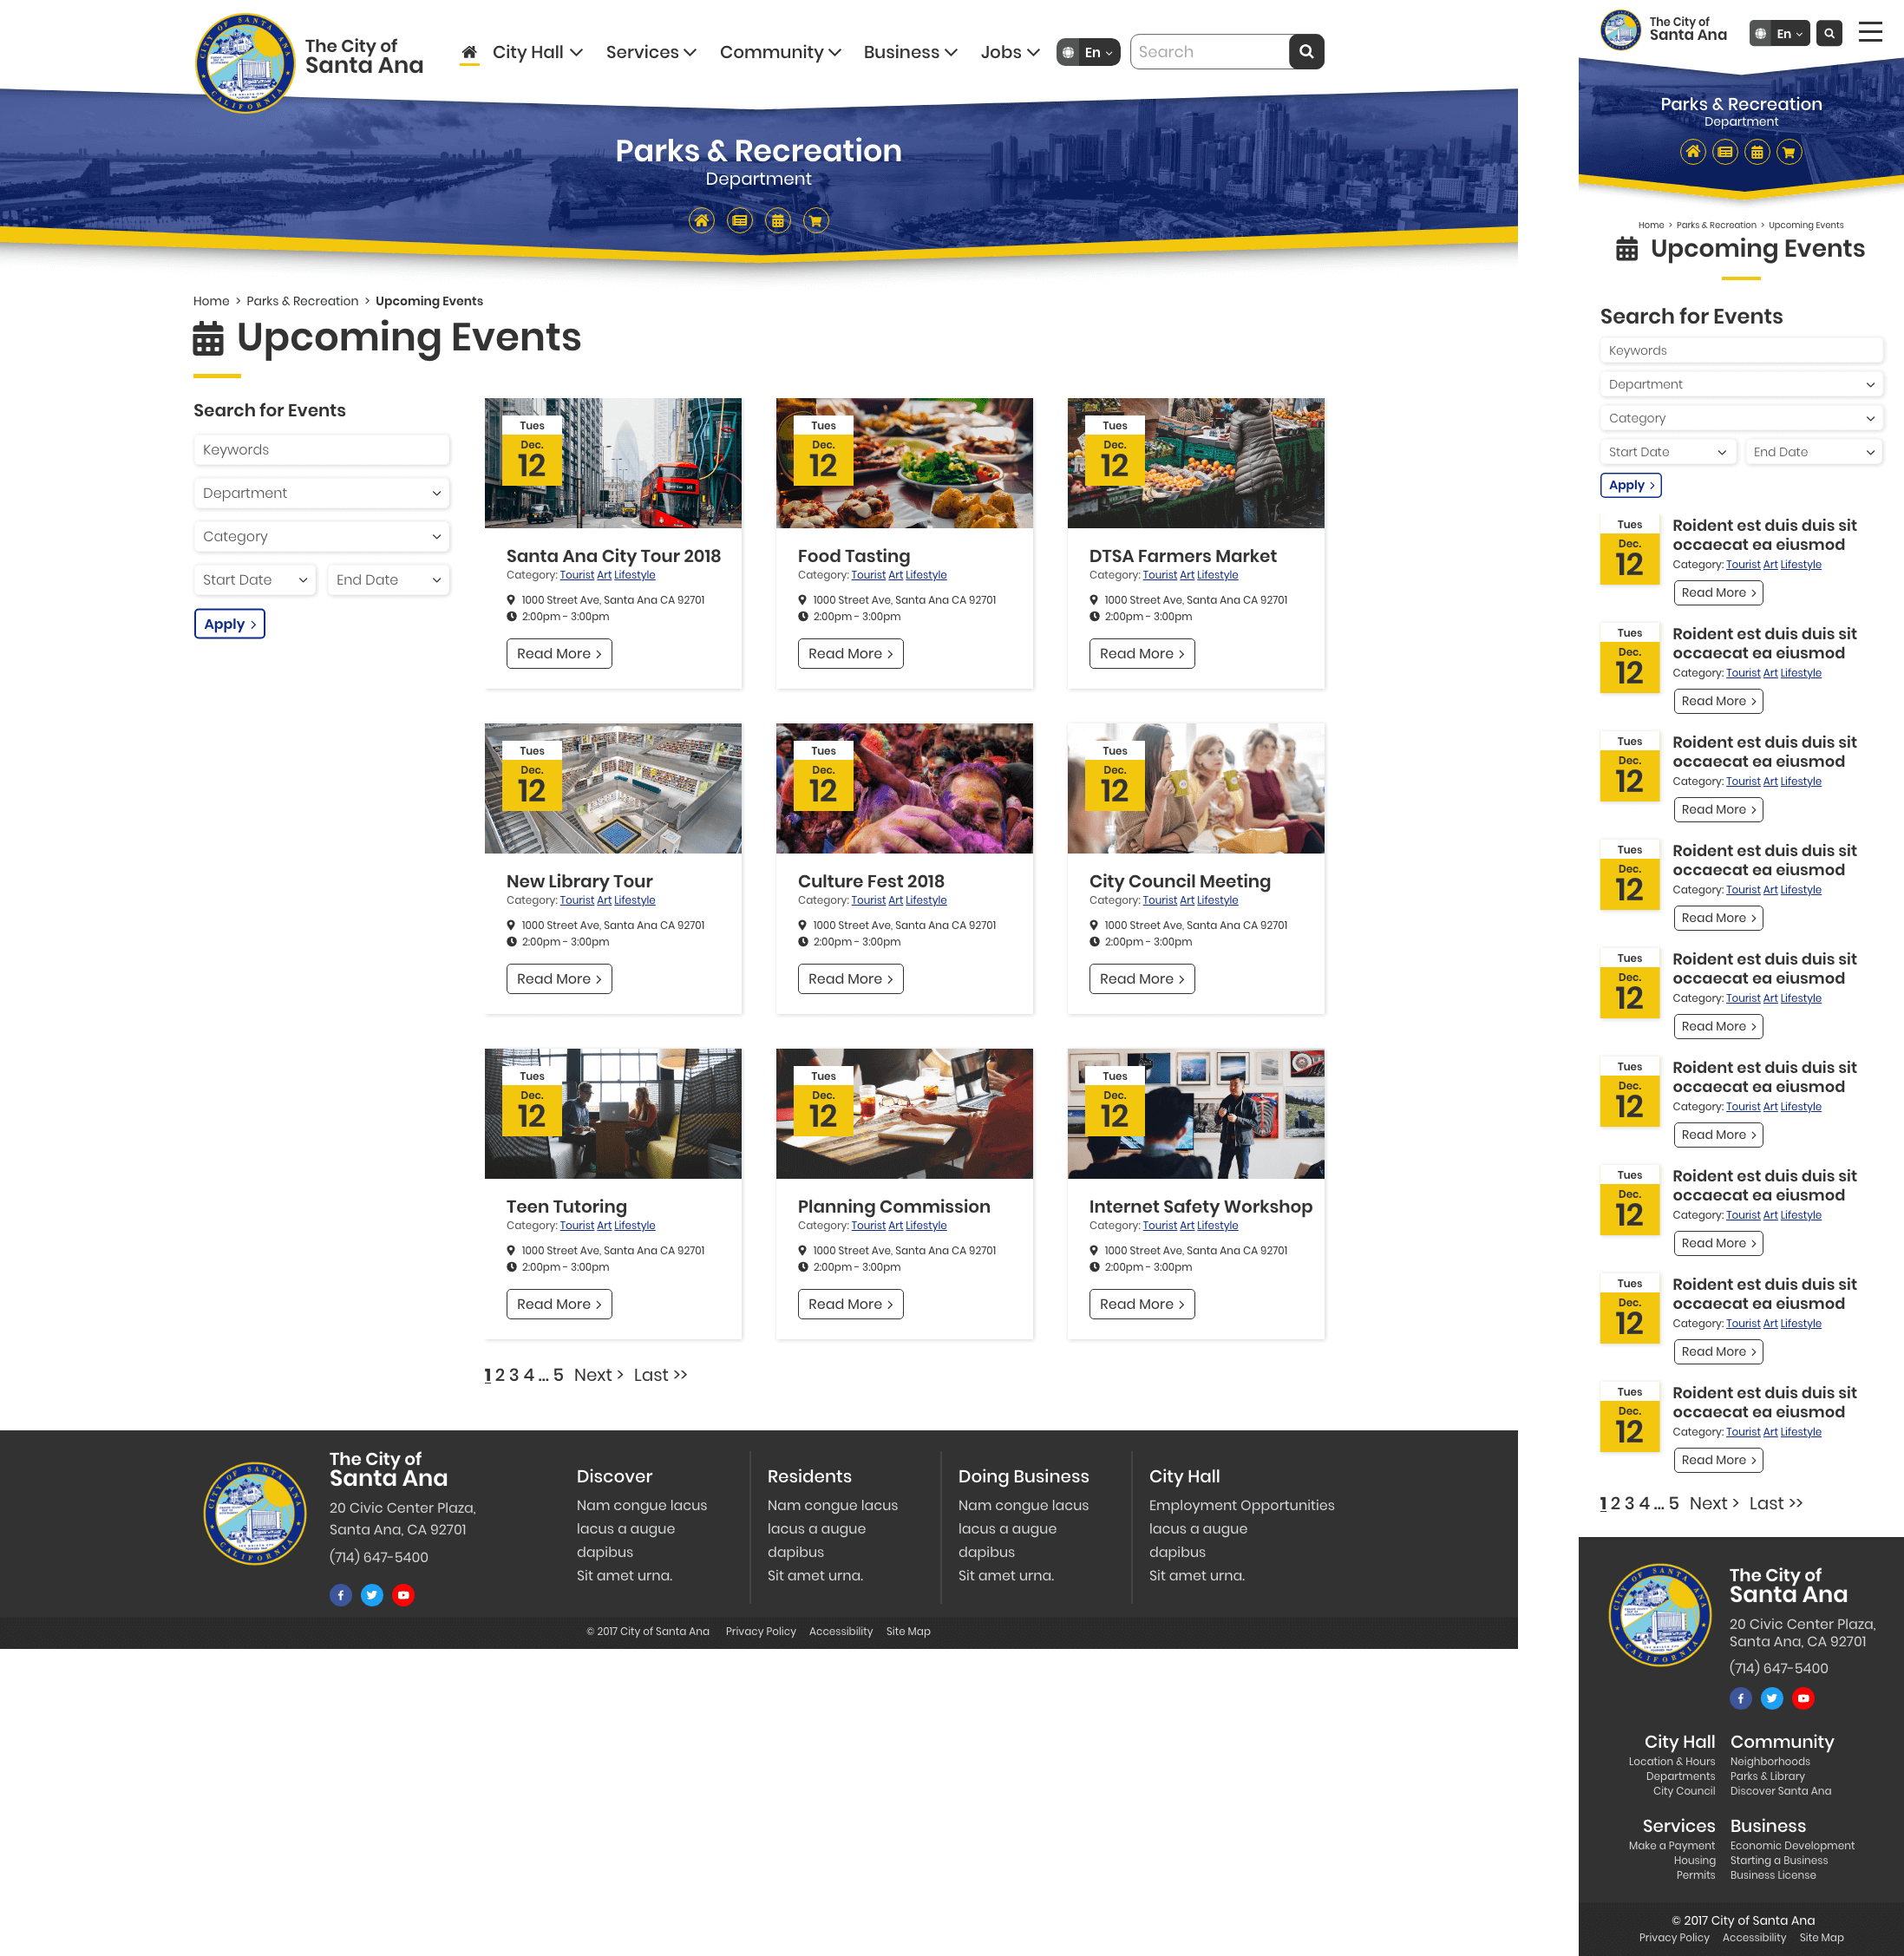 The City of
Santa Ana
City Hall
Services
Community
Business
Jobs
En
Search
Parks & Recreation
Department
Home > Parks & Recreation > Upcoming Events
Upcoming Events
Search for Events
Keywords
Department
Category
Start Date
End Date
Apply >
Tues
Dec.
12
Santa Ana City Tour 2018
Category: Tourist Art Lifestyle
1000 Street Ave, Santa Ana CA 92701
2:00pm - 3:00pm
Read More >
Tues
Dec.
12
Food Tasting
Category: Tourist Art Lifestyle
1000 Street Ave, Santa Ana CA 92701
2:00pm - 3:00pm
Read More >
Tues
Dec.
12
DTSA Farmers Market
Category: Tourist Art Lifestyle
1000 Street Ave, Santa Ana CA 92701
2:00pm - 3:00pm
Read More >
Tues
Dec.
12
New Library Tour
Category: Tourist Art Lifestyle
1000 Street Ave, Santa Ana CA 92701
2:00pm - 3:00pm
Read More >
Tues
Dec.
12
Culture Fest 2018
Category: Tourist Art Lifestyle
1000 Street Ave, Santa Ana CA 92701
2:00pm - 3:00pm
Read More >
Tues
Dec.
12
City Council Meeting
Category: Tourist Art Lifestyle
1000 Street Ave, Santa Ana CA 92701
2:00pm - 3:00pm
Read More >
Tues
Dec.
12
Teen Tutoring
Category: Tourist Art Lifestyle
1000 Street Ave, Santa Ana CA 92701
2:00pm - 3:00pm
Read More >
Tues
Dec.
12
Planning Commission
Category: Tourist Art Lifestyle
1000 Street Ave, Santa Ana CA 92701
2:00pm - 3:00pm
Read More >
Tues
Dec.
12
Internet Safety Workshop
Category: Tourist Art Lifestyle
1000 Street Ave, Santa Ana CA 92701
2:00pm - 3:00pm
Read More >
1 2 3 4 ... 5 Next > Last >>
CITY OF SANTA ANA
CALIFORNIA
The City of
Santa Ana
20 Civic Center Plaza,
Santa Ana, CA 92701
(714) 647-5400
Discover
Nam congue lacus
lacus a augue
dapibus
Sit amet urna.
Residents
Nam congue lacus
lacus a augue
dapibus
Sit amet urna.
Doing Business
Nam congue lacus
lacus a augue
dapibus
Sit amet urna.
City Hall
Employment Opportunities
lacus a augue
dapibus
Sit amet urna.
© 2017 City of Santa Ana Privacy Policy Accessibility Site Map
The City of
Santa Ana
En
Parks & Recreation
Department
Home > Parks & Recreation > Upcoming Events
Upcoming Events
Search for Events
Keywords
Department
Category
Start Date
End Date
Apply >
Tues
Dec.
12
Roident est duis duis sit
occaecat ea eiusmod
Category: Tourist Art Lifestyle
Read More >
Tues
Dec.
12
Roident est duis duis sit
occaecat ea eiusmod
Category: Tourist Art Lifestyle
Read More >
Tues
Dec.
12
Roident est duis duis sit
occaecat ea eiusmod
Category: Tourist Art Lifestyle
Read More >
Tues
Dec.
12
Roident est duis duis sit
occaecat ea eiusmod
Category: Tourist Art Lifestyle
Read More >
Tues
Dec.
12
Roident est duis duis sit
occaecat ea eiusmod
Category: Tourist Art Lifestyle
Read More >
Tues
Dec.
12
Roident est duis duis sit
occaecat ea eiusmod
Category: Tourist Art Lifestyle
Read More >
Tues
Dec.
12
Roident est duis duis sit
occaecat ea eiusmod
Category: Tourist Art Lifestyle
Read More >
Tues
Dec.
12
Roident est duis duis sit
occaecat ea eiusmod
Category: Tourist Art Lifestyle
Read More >
Tues
Dec.
12
Roident est duis duis sit
occaecat ea eiusmod
Category: Tourist Art Lifestyle
Read More >
1 2 3 4 ... 5 Next > Last >>
CITY OF SANTA ANA
CALIFORNIA
The City of
Santa Ana
20 Civic Center Plaza,
Santa Ana, CA 92701
(714) 647-5400
City Hall
Location & Hours
Departments
City Council
Community
Neighborhoods
Parks & Library
Discover Santa Ana
Services
Make a Payment
Housing
Permits
Business
Economic Development
Starting a Business
Business License
© 2017 City of Santa Ana
Privacy Policy Accessibility Site Map